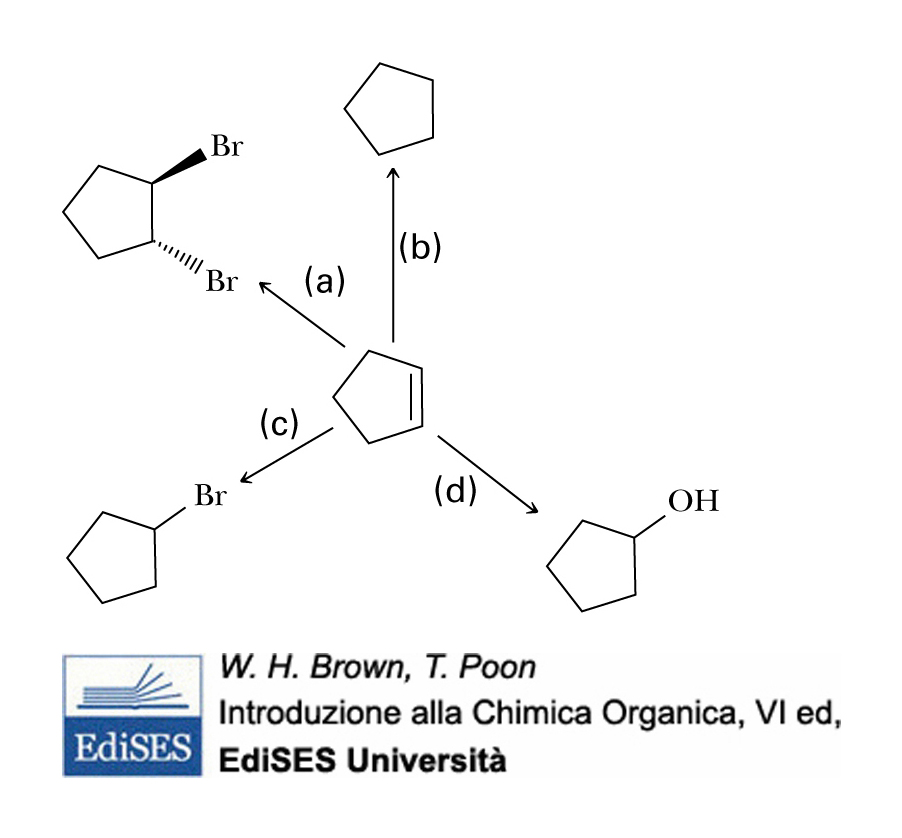 Br
(b)
(a)
Br
(c)
Br
(d)
OH
W. H. Brown, T. Poon
Introduzione alla Chimica Organica, VI ed,
EdiSES
EdiSES Università